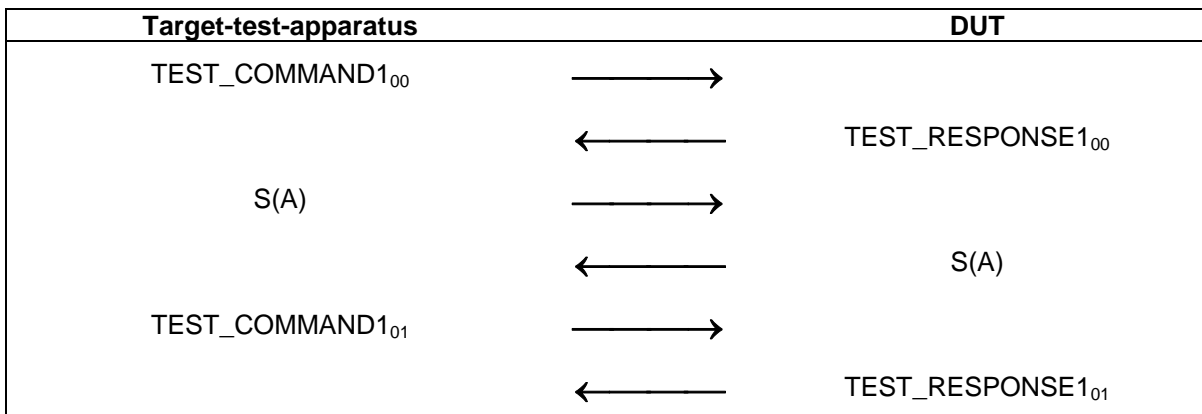 Target-test-apparatus DUT
TEST_COMMAND1₀₀
TEST_RESPONSE1₀₀
S(A)
S(A)
TEST_COMMAND1₀₁
TEST_RESPONSE1₀₁